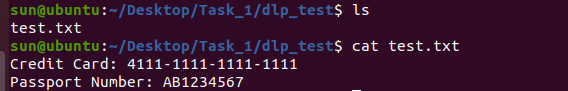 sun@ubuntu:~/Desktop/Task_1/dlp_test$ ls
test.txt
sun@ubuntu:~/Desktop/Task_1/dlp_test$ cat test.txt
Credit Card: 4111-1111-1111-1111
Passport Number: AB1234567